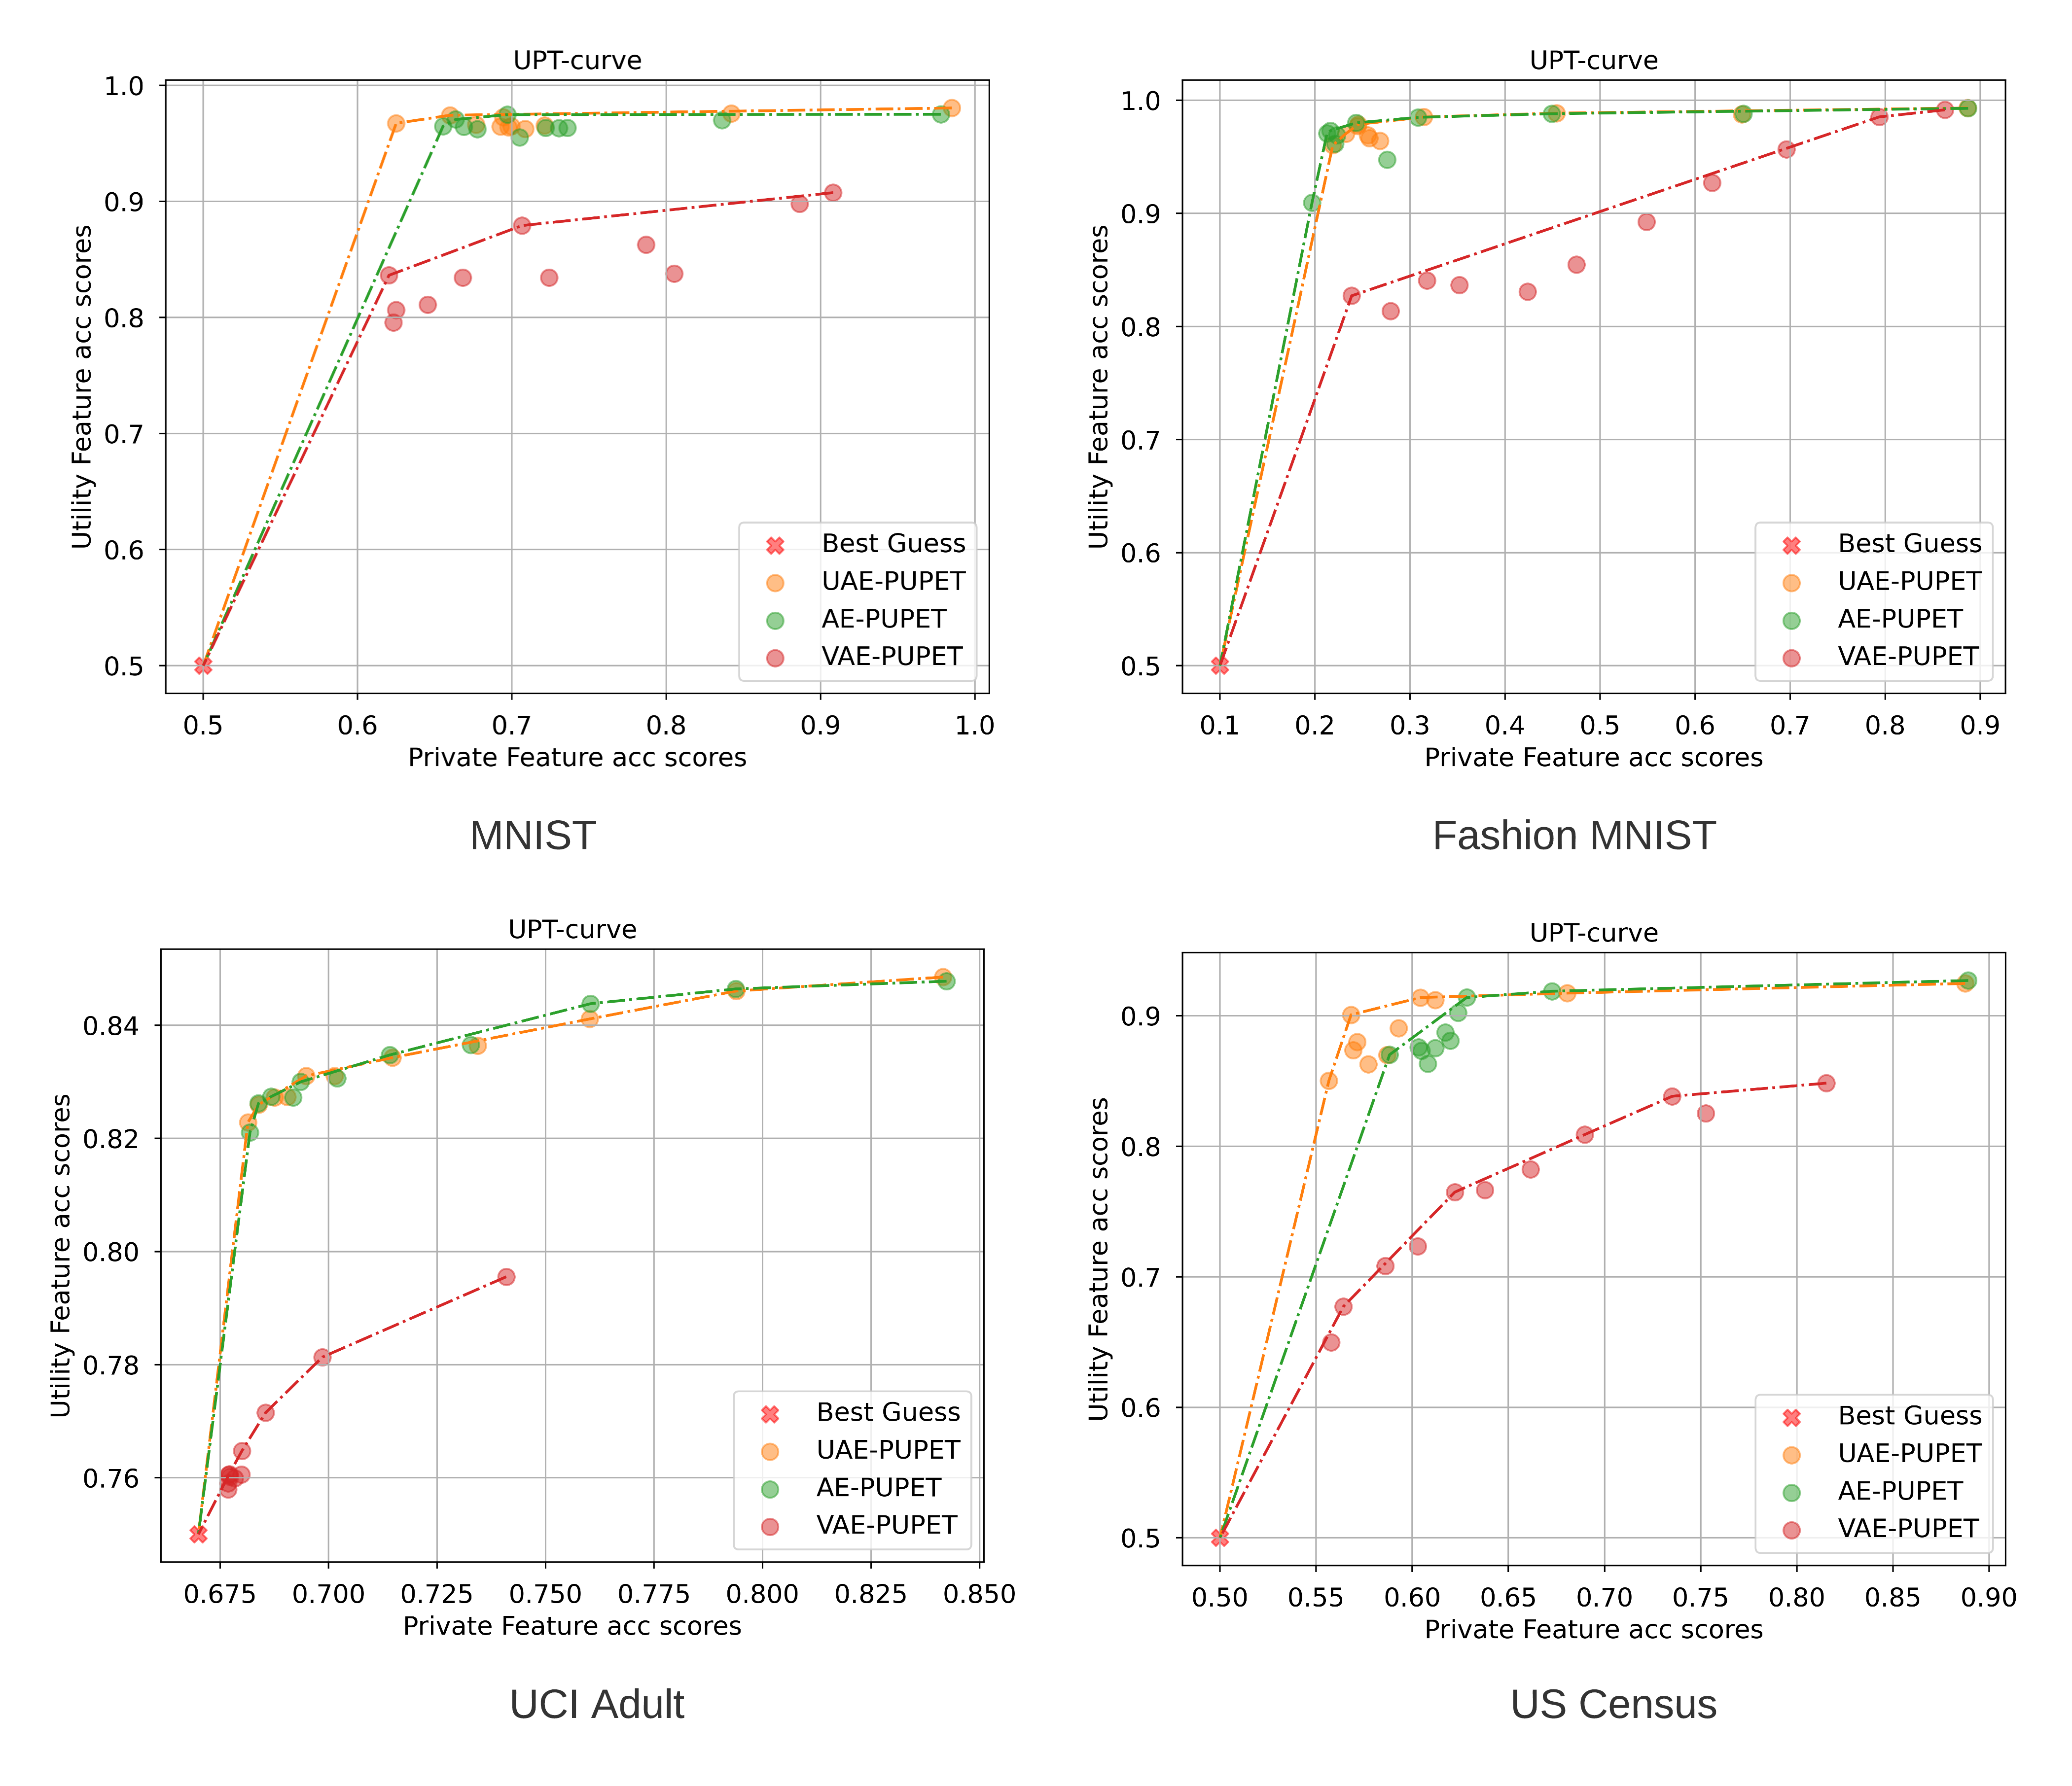 UPT-curve
1.0
0.9
0.8
0.7
0.6
0.5
Utility Feature acc scores
0.5 0.6 0.7 0.8 0.9 1.0
Private Feature acc scores
Best Guess
UAE-PUPET
AE-PUPET
VAE-PUPET
MNIST
UPT-curve
1.0
0.9
0.8
0.7
0.6
0.5
Utility Feature acc scores
0.1 0.2 0.3 0.4 0.5 0.6 0.7 0.8 0.9
Private Feature acc scores
Best Guess
UAE-PUPET
AE-PUPET
VAE-PUPET
Fashion MNIST
UPT-curve
0.84
0.82
0.80
0.78
0.76
Utility Feature acc scores
0.675 0.700 0.725 0.750 0.775 0.800 0.825 0.850
Private Feature acc scores
Best Guess
UAE-PUPET
AE-PUPET
VAE-PUPET
UCI Adult
UPT-curve
0.9
0.8
0.7
0.6
0.5
Utility Feature acc scores
0.50 0.55 0.60 0.65 0.70 0.75 0.80 0.85 0.90
Private Feature acc scores
Best Guess
UAE-PUPET
AE-PUPET
VAE-PUPET
US Census